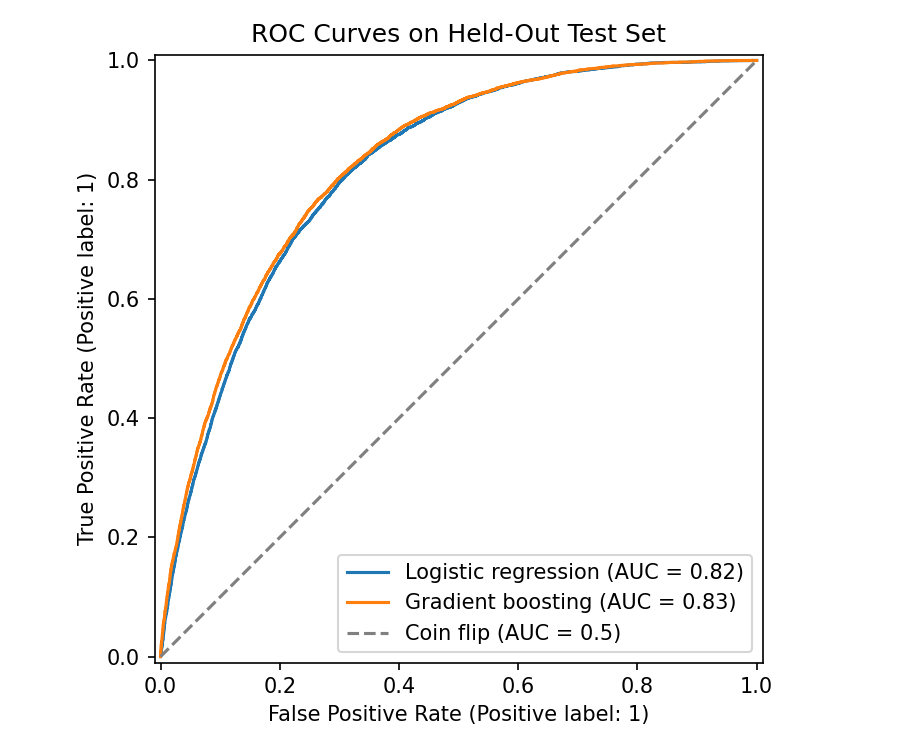 ROC Curves on Held-Out Test Set
True Positive Rate (Positive label: 1)
1.0
0.8
0.6
0.4
0.2
0.0
Logistic regression (AUC = 0.82)
Gradient boosting (AUC = 0.83)
Coin flip (AUC = 0.5)
0.0 0.2 0.4 0.6 0.8 1.0
False Positive Rate (Positive label: 1)